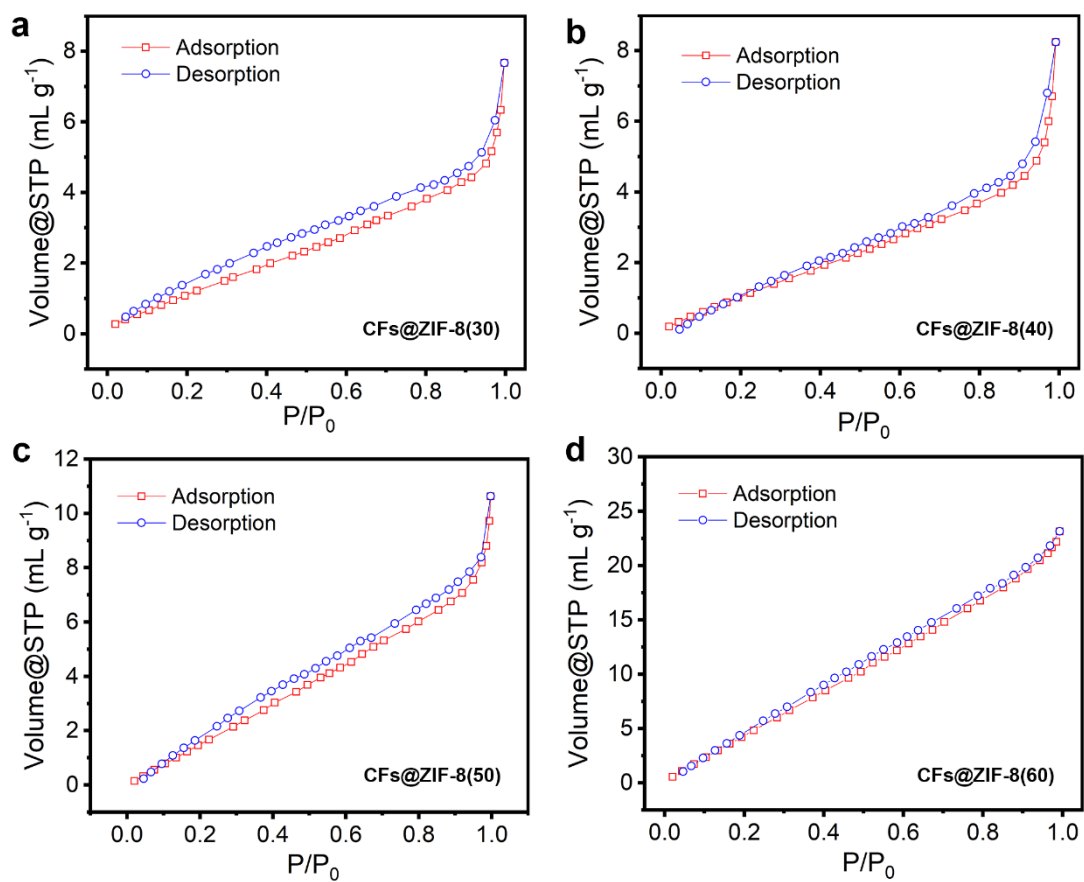 a
Volume@STP (mL g⁻¹)
8
6
4
2
0
Adsorption
Desorption
CFs@ZIF-8(30)
0.0 0.2 0.4 0.6 0.8 1.0
P/P₀
b
Volume@STP (mL g⁻¹)
8
6
4
2
0
Adsorption
Desorption
CFs@ZIF-8(40)
0.0 0.2 0.4 0.6 0.8 1.0
P/P₀
c
Volume@STP (mL g⁻¹)
12
10
8
6
4
2
0
Adsorption
Desorption
CFs@ZIF-8(50)
0.0 0.2 0.4 0.6 0.8 1.0
P/P₀
d
Volume@STP (mL g⁻¹)
30
25
20
15
10
5
0
Adsorption
Desorption
CFs@ZIF-8(60)
0.0 0.2 0.4 0.6 0.8 1.0
P/P₀